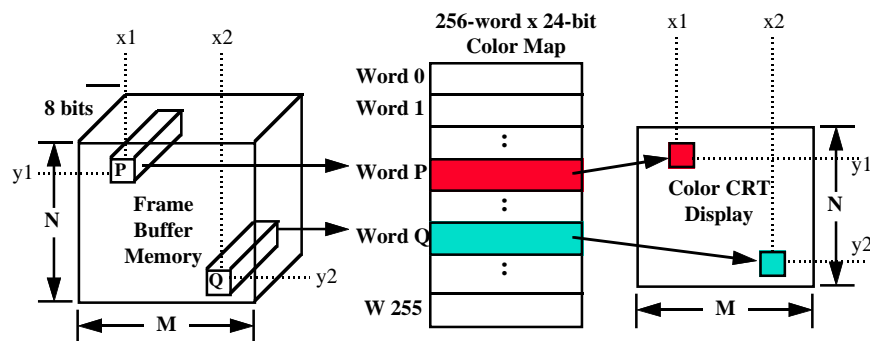 x1
x2
256-word x 24-bit
Color Map
x1
x2
8 bits
Word 0
Word 1
:
y1
P
Word P
y1
N
Frame
Buffer
Memory
:
Color CRT
Display
N
Word Q
Q
y2
:
y2
W 255
M
M